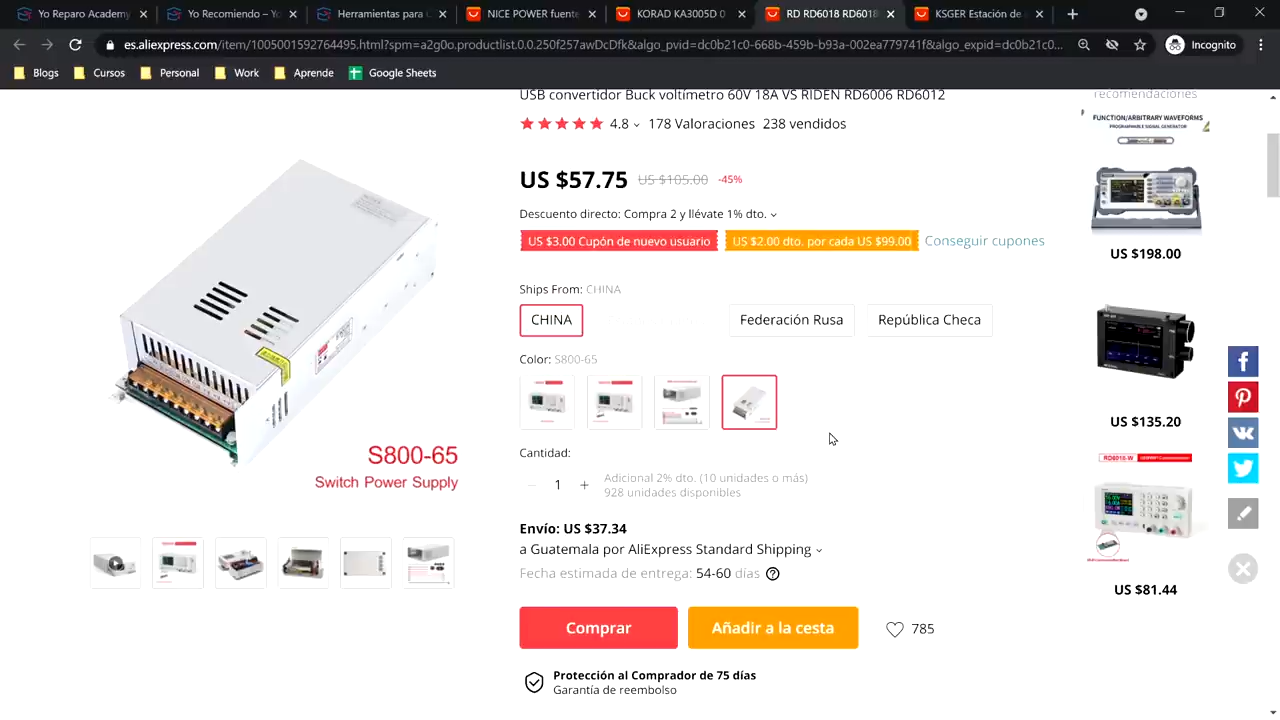 Yo Reparo Academy
Yo Recomiendo – Yo
Herramientas para C
NICE POWER fuente
KORAD KA3005D 0
RD RD6018 RD6018
KSGER Estación de
es.aliexpress.com/item/1005001592764495.html?spm=a2g0o.productlist.0.0.250f257awDcDfk&algo_pvid=dc0b21c0-668b-459b-b93a-002ea779741f&algo_expid=dc0b21c0...
Incognito
Blogs
Cursos
Personal
Work
Aprende
Google Sheets
USB convertidor Buck voltímetro 60V 18A VS RIDEN RD6006 RD6012
4.8
178 Valoraciones
238 vendidos
US $57.75
US $105.00
-45%
Descuento directo: Compra 2 y llévate 1% dto.
US $3.00 Cupón de nuevo usuario
US $2.00 dto. por cada US $99.00
Conseguir cupones
Ships From: CHINA
CHINA
Federación Rusa
República Checa
Color: S800-65
S800-65
Switch Power Supply
Cantidad:
1
Adicional 2% dto. (10 unidades o más)
928 unidades disponibles
Envío: US $37.34
a Guatemala por AliExpress Standard Shipping
Fecha estimada de entrega: 54-60 días
Comprar
Añadir a la cesta
785
Protección al Comprador de 75 días
Garantía de reembolso
recomendaciones
FUNCTION/ARBITRARY WAVEFORMS
PROGRAMMABLE SIGNAL GENERATOR
US $198.00
US $135.20
RD6018-W
US $81.44